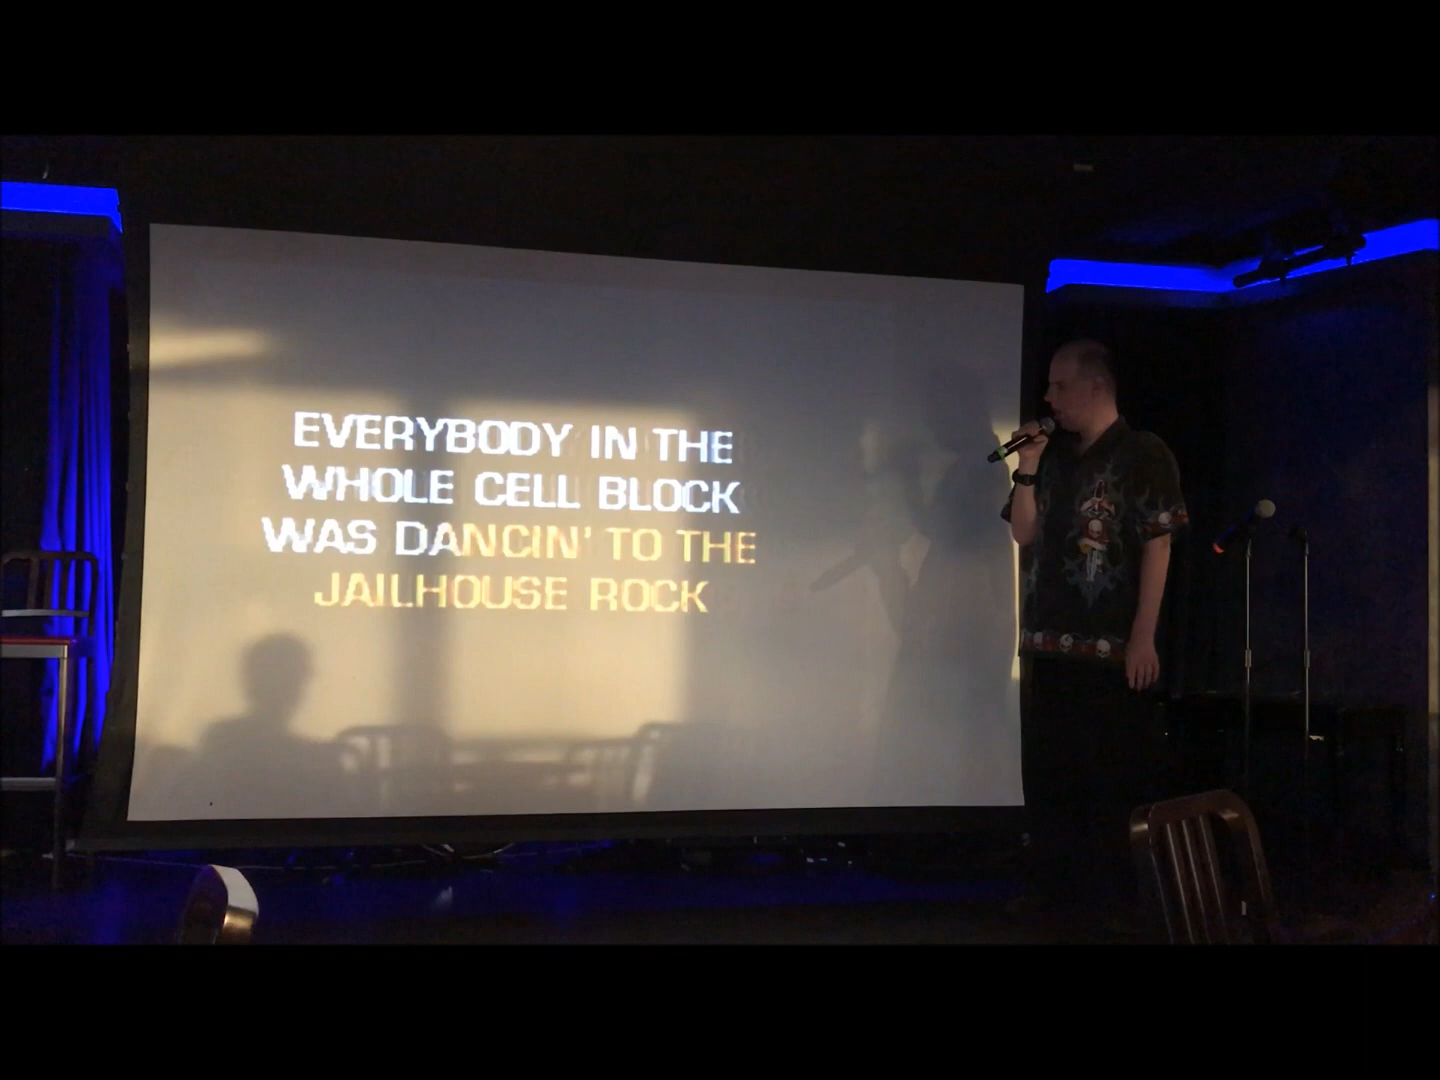 EVERYBODY IN THE
WHOLE CELL BLOCK
WAS DANCIN' TO THE
JAILHOUSE ROCK